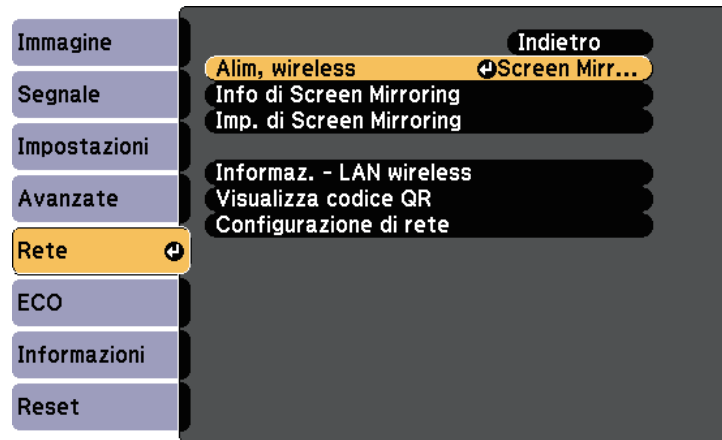 Immagine
Segnale
Impostazioni
Avanzate
Rete
ECO
Informazioni
Reset
Indietro
Alim, wireless Screen Mirr...
Info di Screen Mirroring
Imp. di Screen Mirroring
Informaz. - LAN wireless
Visualizza codice QR
Configurazione di rete